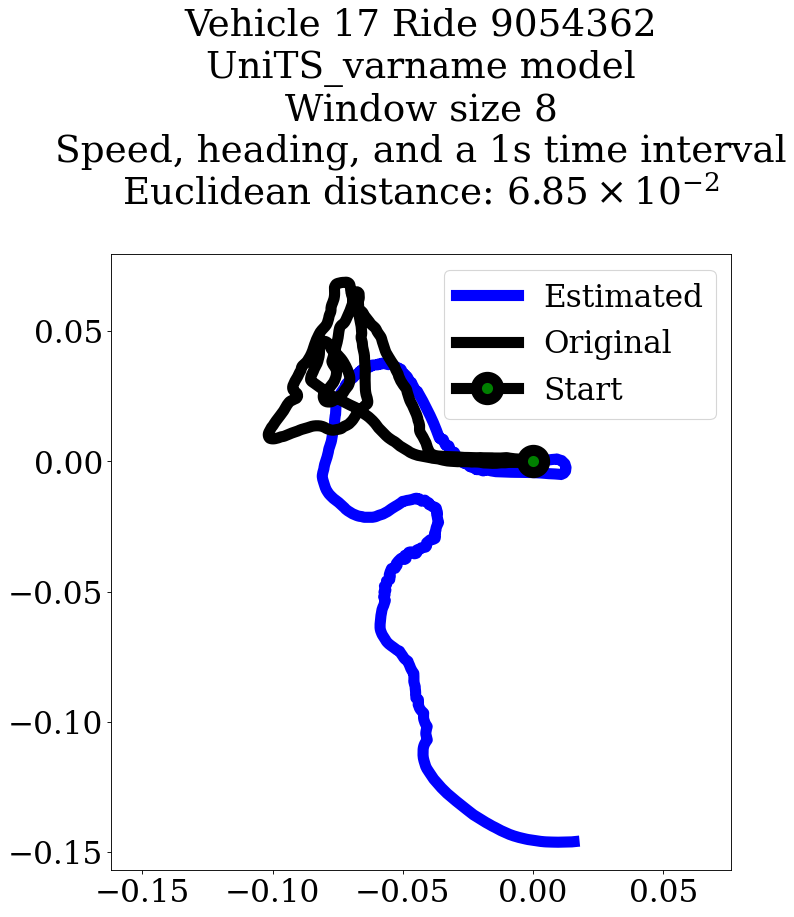 Vehicle 17 Ride 9054362
UniTS_varname model
Window size 8
Speed, heading, and a 1s time interval
Euclidean distance: 6.85 × 10⁻²
Estimated
Original
Start
0.05
0.00
−0.05
−0.10
−0.15
−0.15 −0.10 −0.05 0.00 0.05